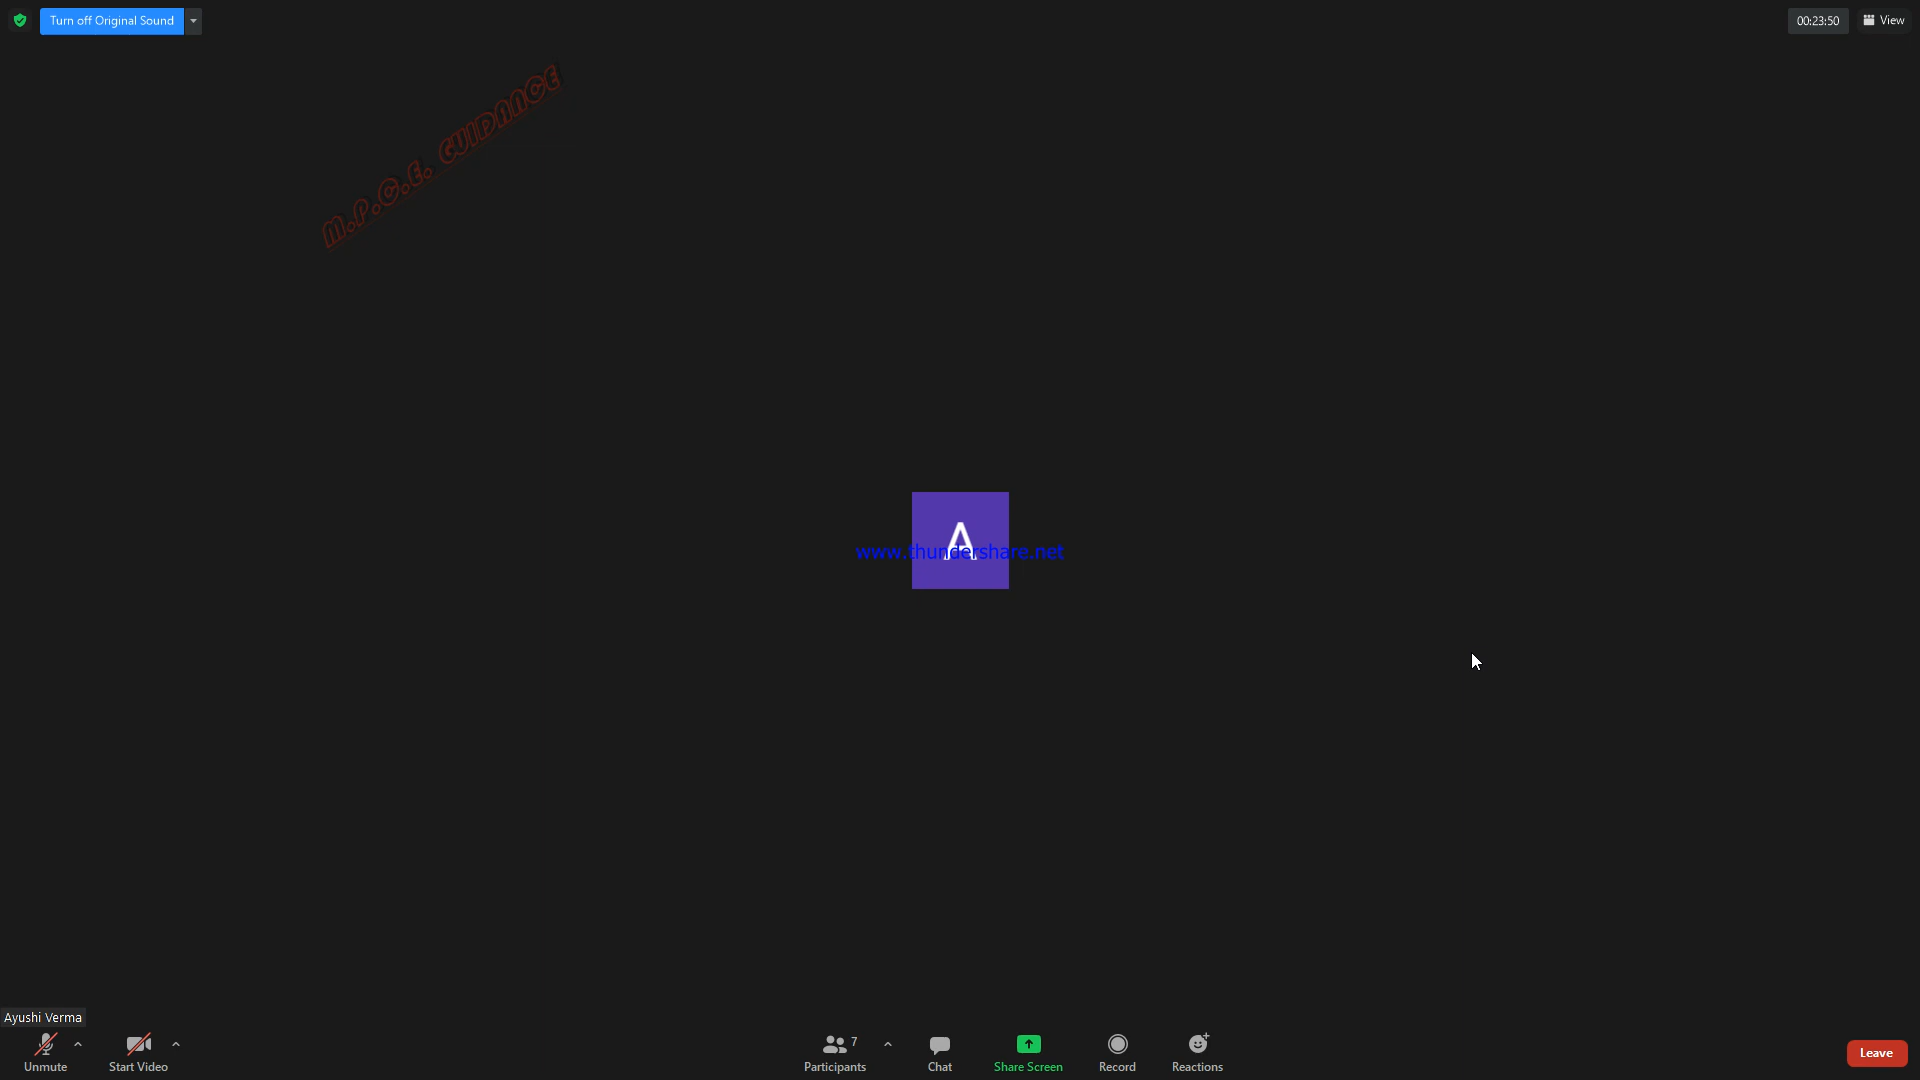 Turn off Original Sound
00:23:50
View
M.P.C.E. GUIDANCE
A
www.thundershare.net
Ayushi Verma
Unmute
Start Video
7
Participants
Chat
Share Screen
Record
Reactions
Leave